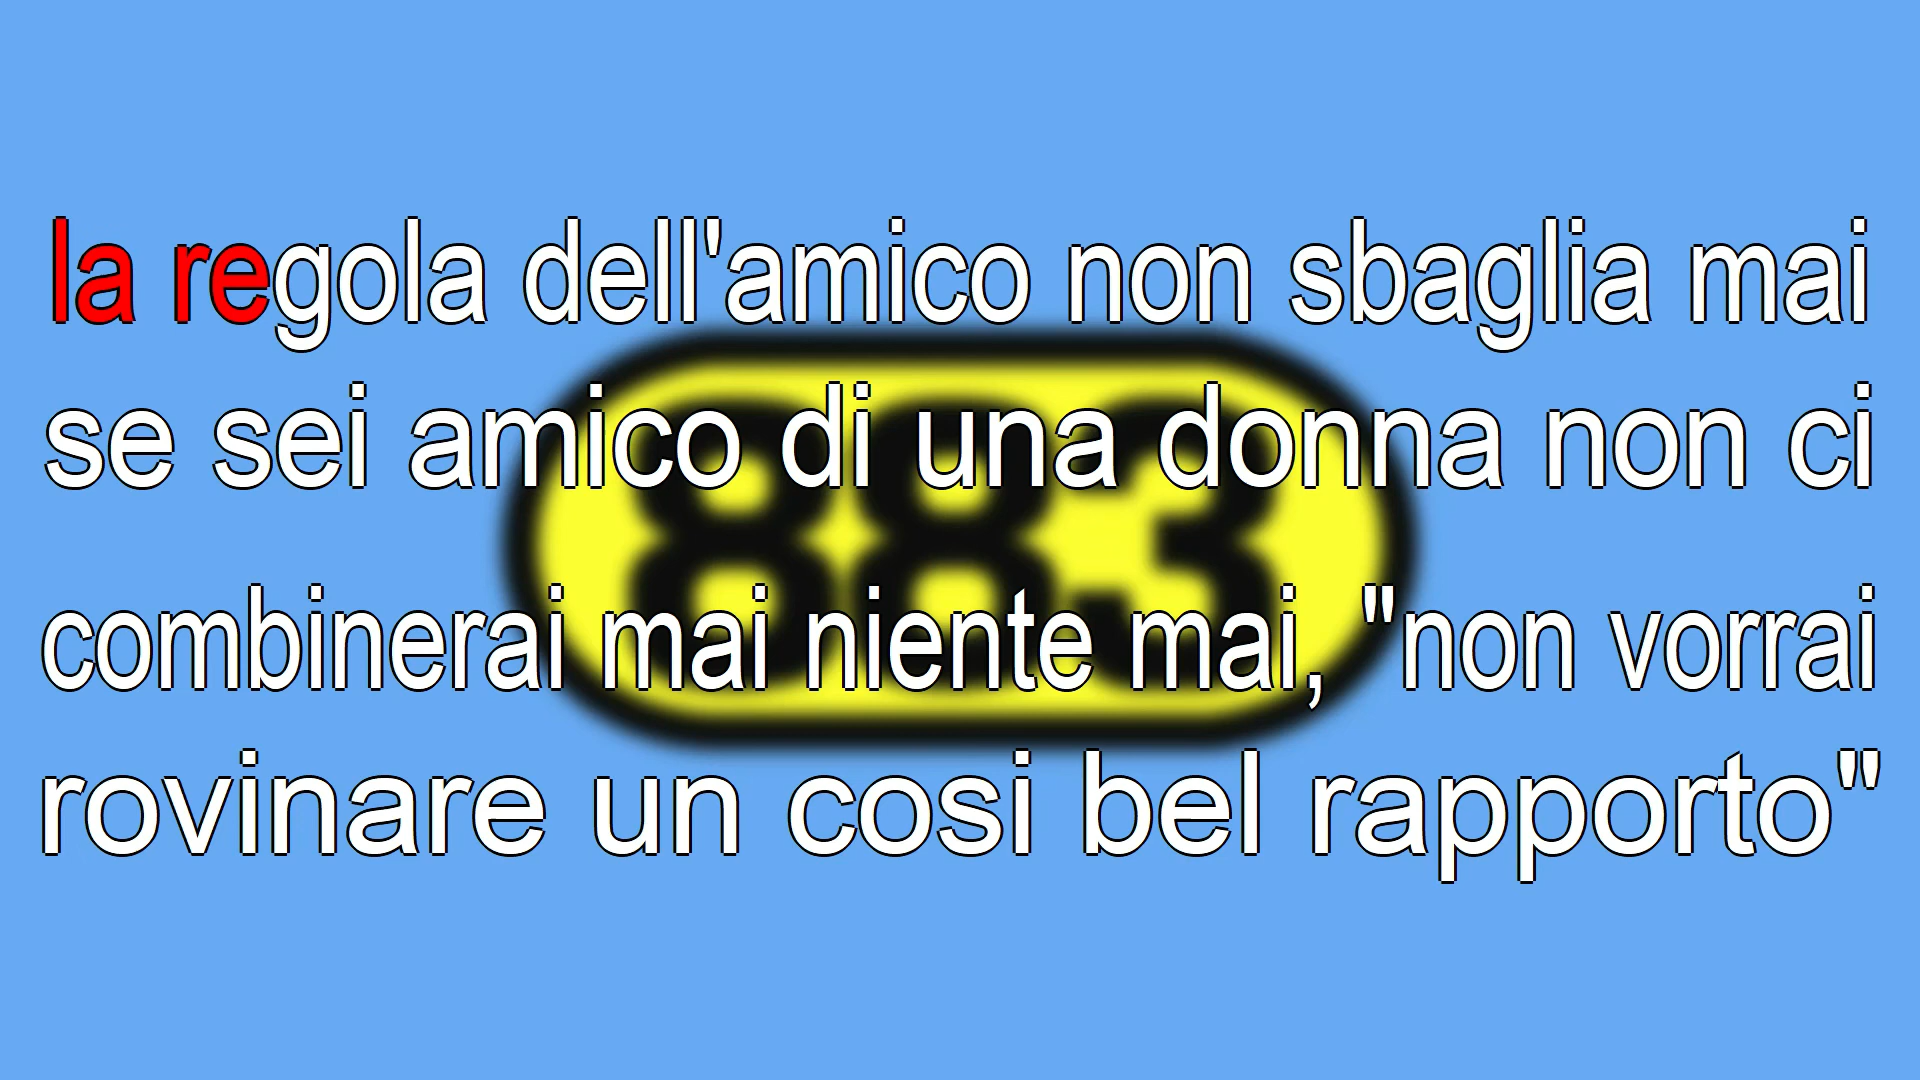 la regola dell'amico non sbaglia mai
se sei amico di una donna non ci
883
combinerai mai niente mai, "non vorrai
rovinare un cosi bel rapporto"